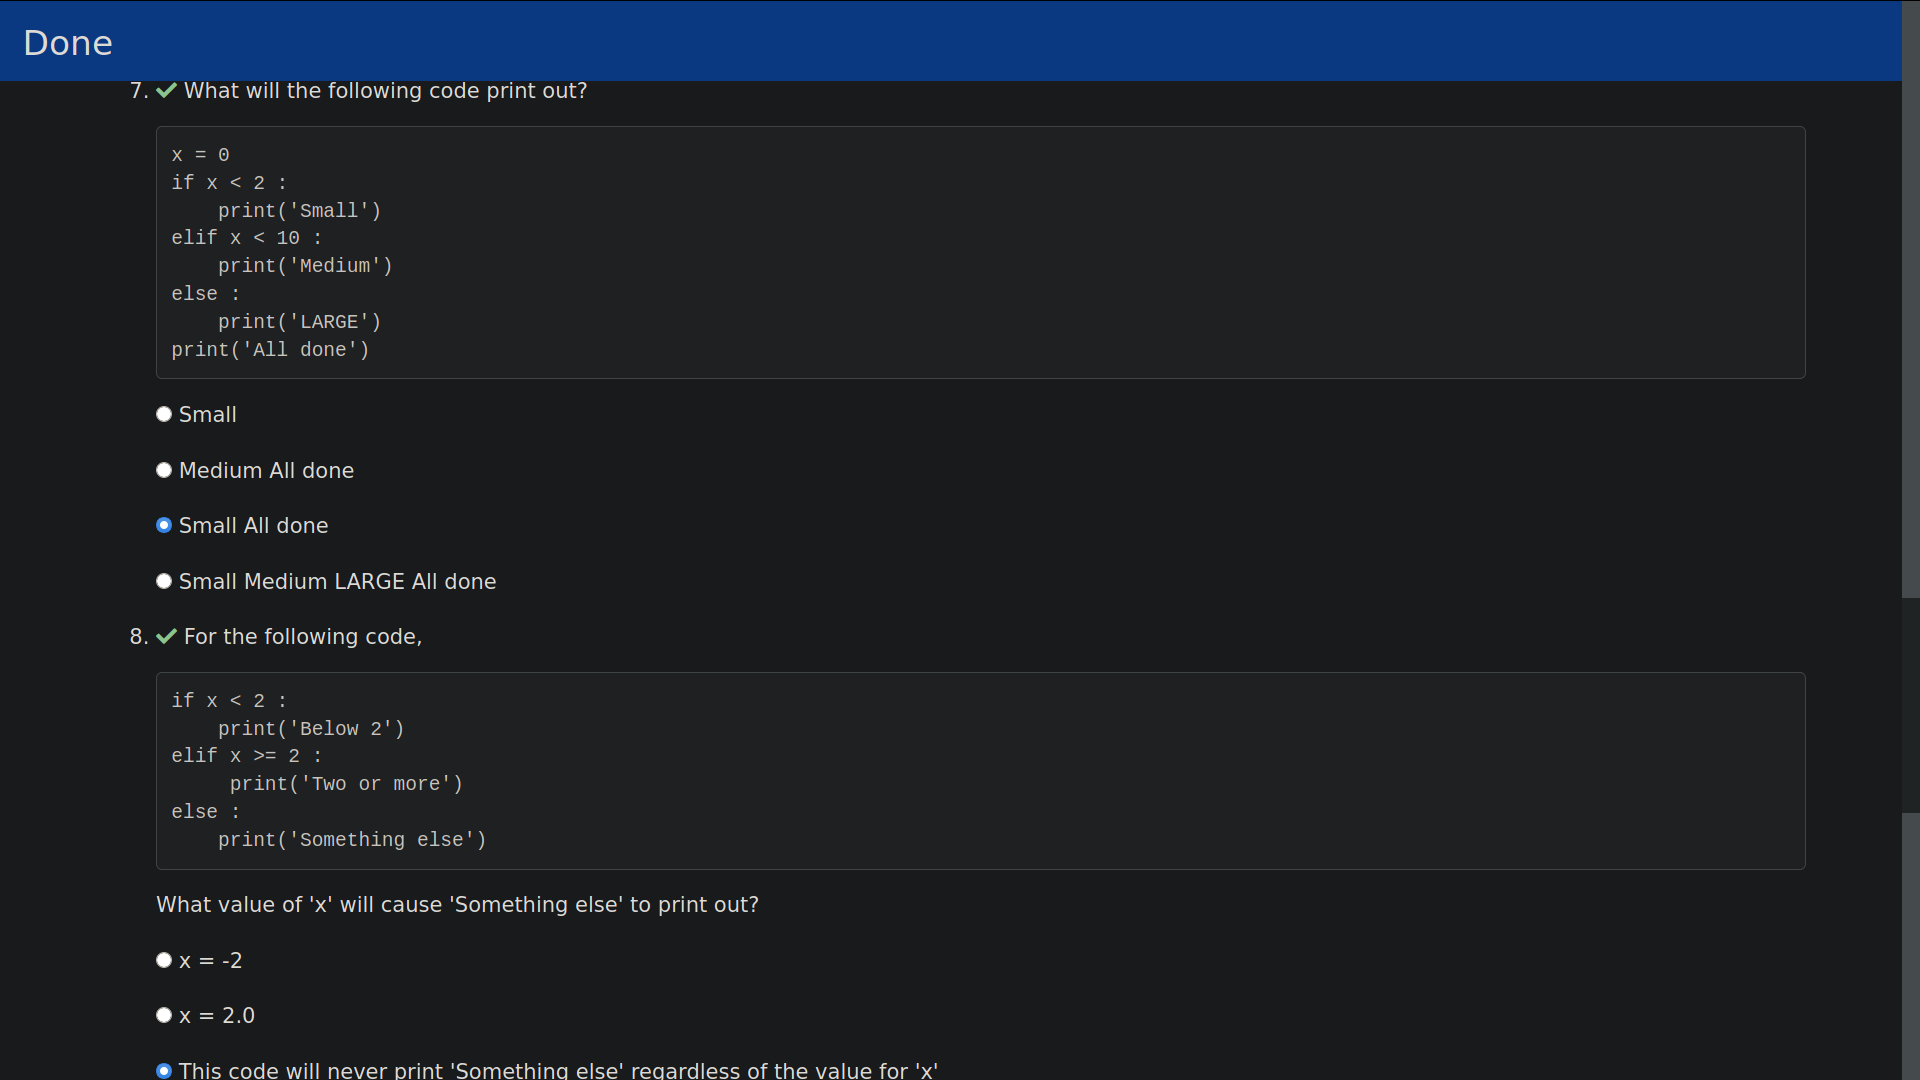 Done
7. What will the following code print out?
x = 0
if x < 2 :
    print('Small')
elif x < 10 :
    print('Medium')
else :
    print('LARGE')
print('All done')
Small
Medium All done
Small All done
Small Medium LARGE All done
8. For the following code,
if x < 2 :
    print('Below 2')
elif x >= 2 :
     print('Two or more')
else :
    print('Something else')
What value of 'x' will cause 'Something else' to print out?
x = -2
x = 2.0
This code will never print 'Something else' regardless of the value for 'x'